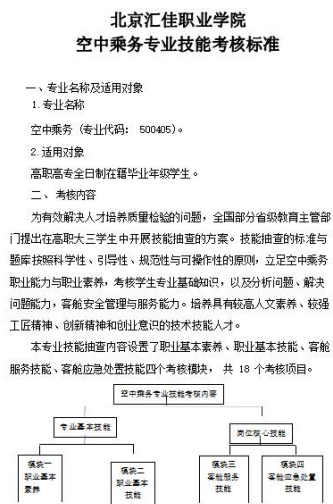 北京汇佳职业学院
空中乘务专业技能考核标准
一、专业名称及适用对象
1.专业名称
空中乘务（专业代码： 500405)。
2.适用对象
高职高专全日制在籍毕业年级学生。
二、 考核内容
为有效解决人才培养质量检验的问题，全国部分省级教育主管部
门提出在高职大三学生中开展技能抽查的方案。技能抽查的标准与
题库按照科学性、引导性、规范性与可操作性的原则，立足空中乘务
职业能力与职业素养，考核学生专业基础知识，以及分析问题、解决
问题能力，客舱安全管理与服务能力。培养具有较高人文素养、较强
工匠精神、创新精神和创业意识的技术技能人才。
本专业技能抽查内容设置了职业基本素养、职业基本技能、客舱
服务技能、客舱应急处置技能四个考核模块， 共 18 个考核项目。
空中乘务专业技能考核内容
专业基本技能
岗位核心技能
模块一
职业基本
素养
模块二
职业基本
技能
模块三
客舱服务
技能
模块四
客舱应急处置
技能